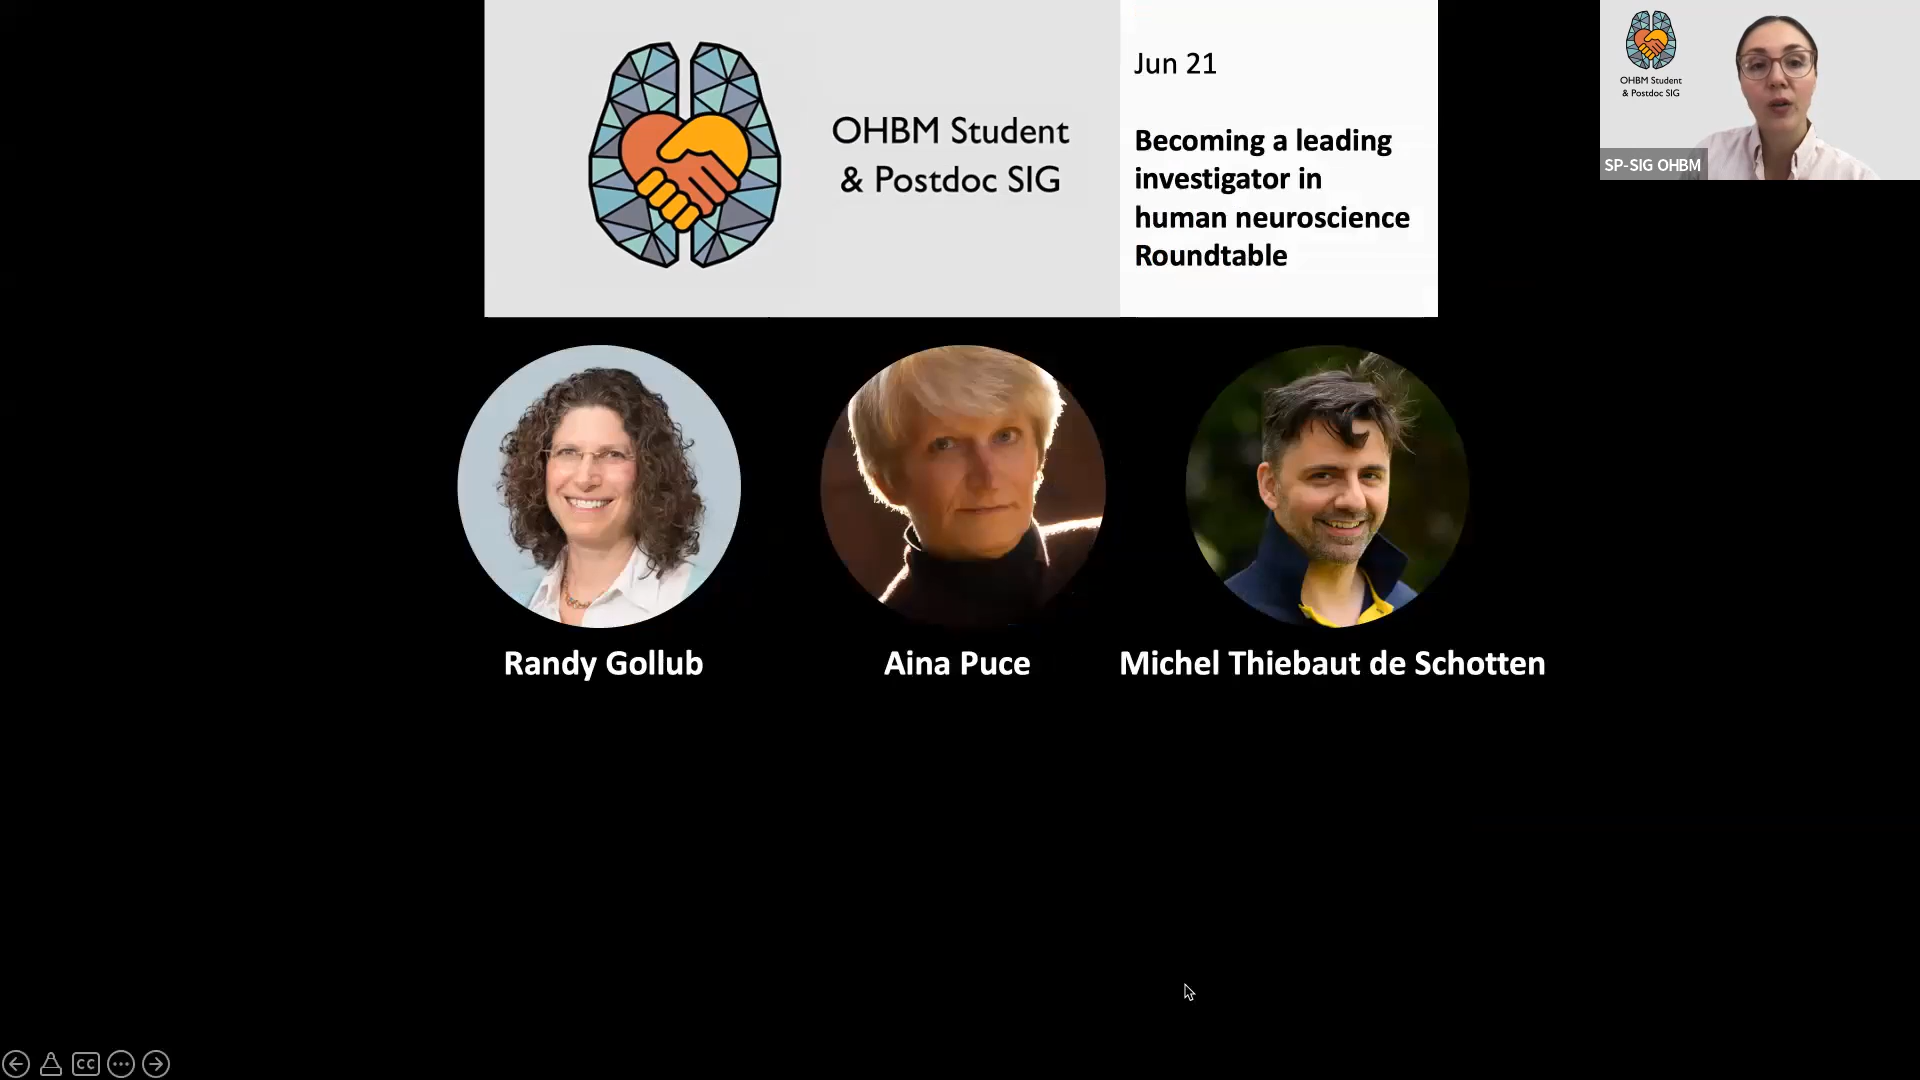 OHBM Student
& Postdoc SIG
Jun 21
Becoming a leading
investigator in
human neuroscience
Roundtable
OHBM Student
& Postdoc SIG
SP-SIG OHBM
Randy Gollub
Aina Puce
Michel Thiebaut de Schotten
CC